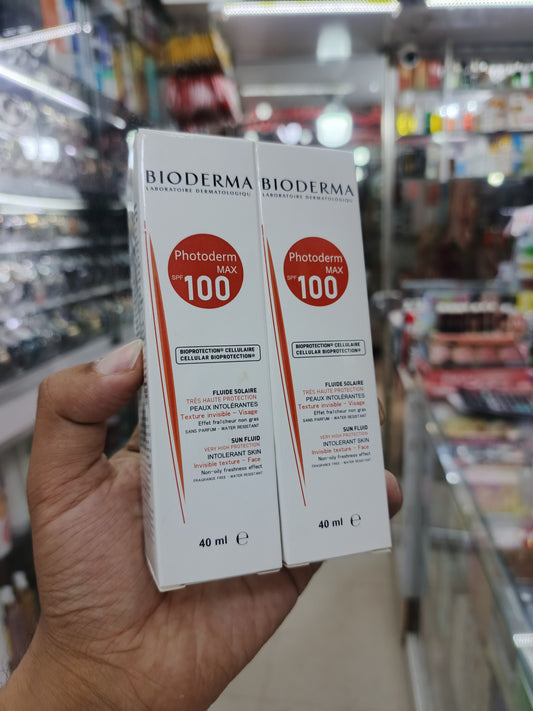 BIODERMA
LABORATOIRE DERMATOLOGIQUE
Photoderm
MAX
SPF
100
BIOPROTECTION® CELLULAIRE
CELLULAR BIOPROTECTION®
FLUIDE SOLAIRE
TRÈS HAUTE PROTECTION
PEAUX INTOLÉRANTES
Texture invisible – Visage
Effet fraîcheur non gras
SANS PARFUM - WATER RESISTANT
SUN FLUID
VERY HIGH PROTECTION
INTOLERANT SKIN
Invisible texture – Face
Non-oily freshness effect
FRAGRANCE FREE - WATER RESISTANT
40 ml ℮
BIODERMA
LABORATOIRE DERMATOLOGIQU
Photoderm
MAX
SPF
100
BIOPROTECTION® CELLULAIRE
CELLULAR BIOPROTECTION®
FLUIDE SOLAIRE
TRÈS HAUTE PROTECTION
PEAUX INTOLÉRANTES
Texture invisible – Visage
Effet fraîcheur non gras
SANS PARFUM - WATER RESISTANT
SUN FLUID
VERY HIGH PROTECTION
INTOLERANT SKIN
Invisible texture – Face
Non-oily freshness effect
FRAGRANCE FREE - WATER RESISTANT
40 ml ℮